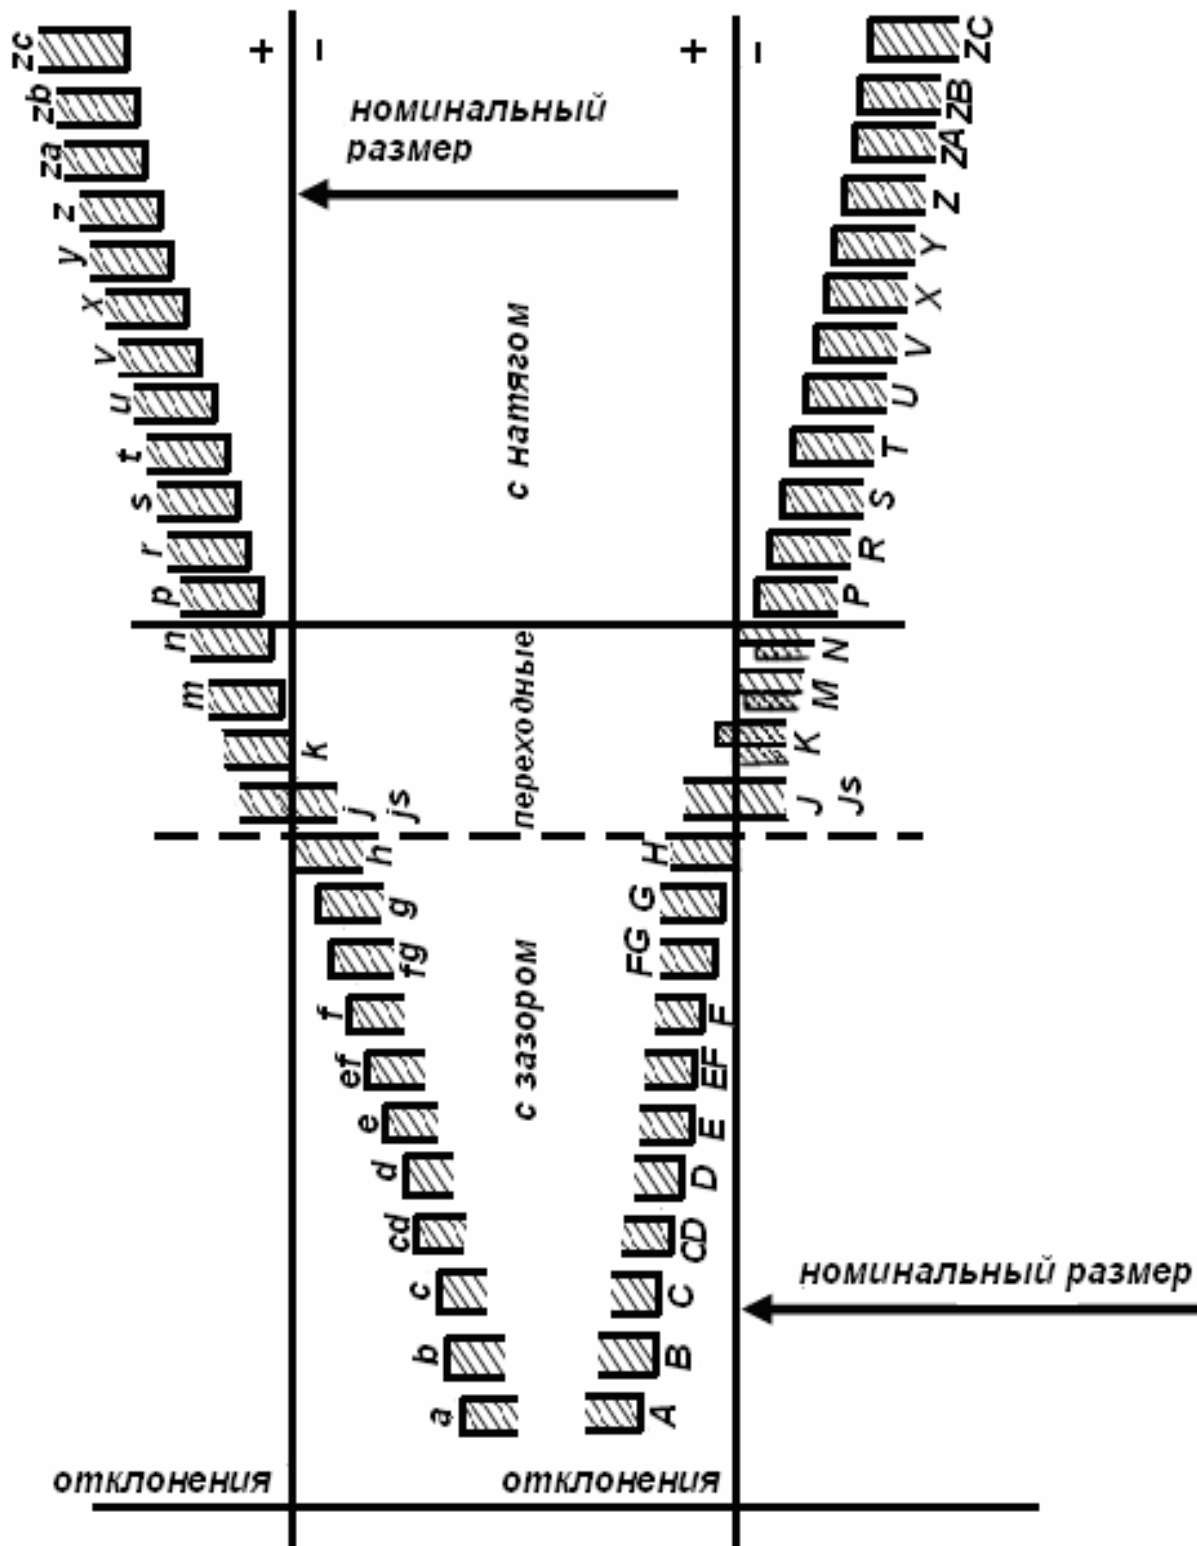 zc
zb
za
z
y
x
v
u
t
s
r
p
n
m
k
j
js
h
g
fg
f
ef
e
d
cd
c
b
a
+
–
номинальный
размер
с натягом
переходные
с зазором
+
–
ZC
ZB
ZA
Z
Y
X
V
U
T
S
R
P
N
M
K
J
Js
H
G
FG
F
EF
E
D
CD
C
B
A
номинальный размер
отклонения
отклонения